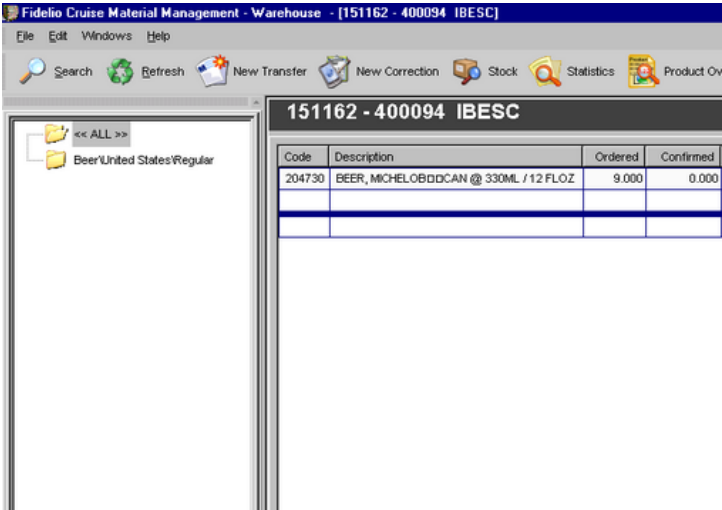 Fidelio Cruise Material Management - Warehouse - [151162 - 400094 IBESC]
File Edit Windows Help
Search Refresh New Transfer New Correction Stock Statistics Product Ov
151162 - 400094 IBESC
<< ALL >>
Beer\United States\Regular
Code Description Ordered Confirmed
204730 BEER, MICHELOB□□CAN @ 330ML / 12 FLOZ 9.000 0.000